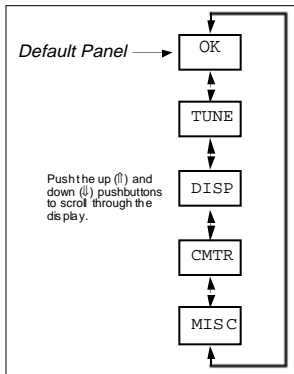 Default Panel
OK
TUNE
Push the up (⇑) and
down (⇓) pushbuttons
to scroll through the
display.
DISP
CMTR
MISC